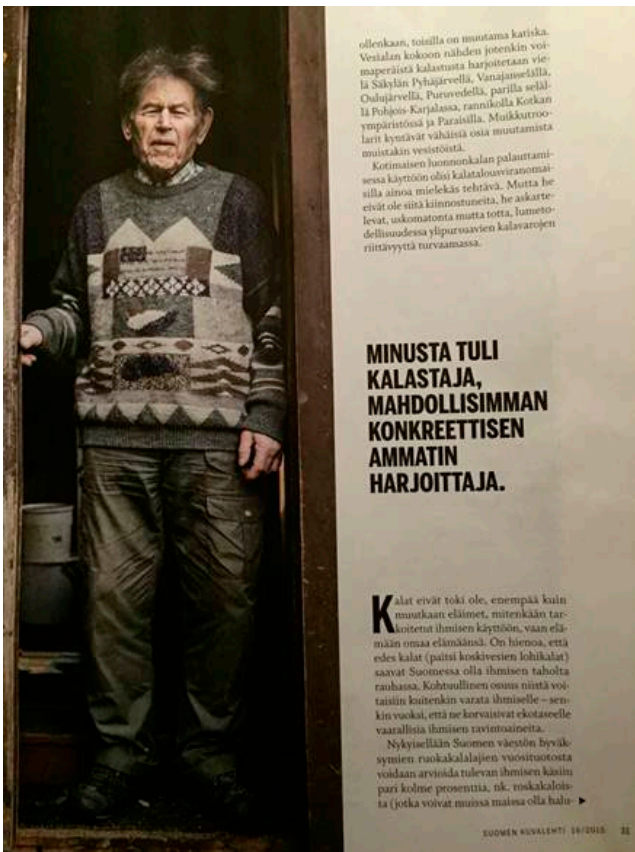 ollenkaan, toisilla on muutama katiska.
Vesialan kokoon nähden jotenkin voi-
maperäistä kalastusta harjoitetaan vie-
lä Säkylän Pyhäjärvellä, Vanajanselällä,
Oulujärvellä, Puruvedellä, parilla seläl-
lä Pohjois-Karjalassa, rannikolla Kotkan
ympäristössä ja Paraisilla. Muikkutroo-
larit kyntävät vähäisiä osia muutamista
muistakin vesistöistä.
Kotimaisen luonnonkalan palauttami-
sessa käyttöön olisi kalatalousviranomai-
silla ainoa mielekäs tehtävä. Mutta he
eivät ole siitä kiinnostuneita, he askarte-
levat, uskomatonta mutta totta, lumeto-
dellisuudessa ylipursuavien kalavarojen
riittävyyttä turvaamassa.
MINUSTA TULI
KALASTAJA,
MAHDOLLISIMMAN
KONKREETTISEN
AMMATIN
HARJOITTAJA.
Kalat eivät toki ole, enempää kuin
muutkaan eläimet, mitenkään tar-
koitetut ihmisen käyttöön, vaan elä-
mään omaa elämäänsä. On hienoa, että
edes kalat (paitsi koskivesien lohikalat)
saavat Suomessa olla ihmisen taholta
rauhassa. Kohtuullinen osuus niistä voi-
taisiin kuitenkin varata ihmiselle – sen-
kin vuoksi, että ne korvaisivat ekotaseelle
vaarallisia ihmisen ravintoaineita.
Nykyisellään Suomen väestön hyväk-
symien ruokakalalajien vuosituotosta
voidaan arvioida tulevan ihmisen käsiin
pari kolme prosenttia, nk. roskakalois-
ta (jotka voivat muissa maissa olla halu- ▶
SUOMEN KUVALEHTI 16/2015 31